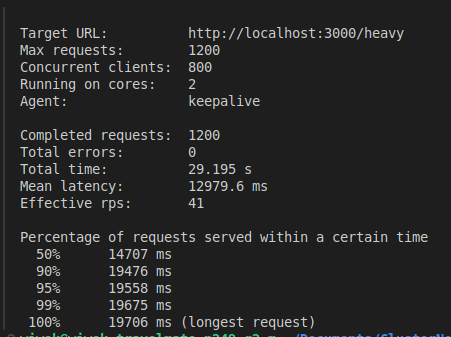 Target URL:          http://localhost:3000/heavy
Max requests:        1200
Concurrent clients:  800
Running on cores:    2
Agent:               keepalive
Completed requests:  1200
Total errors:        0
Total time:          29.195 s
Mean latency:        12979.6 ms
Effective rps:       41
Percentage of requests served within a certain time
  50%      14707 ms
  90%      19476 ms
  95%      19558 ms
  99%      19675 ms
 100%      19706 ms (longest request)